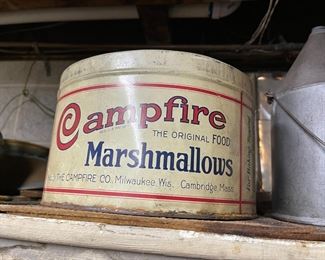 Campfire
THE ORIGINAL FOOD
Marshmallows
THE CAMPFIRE CO. Milwaukee, Wis. Cambridge, Mass.